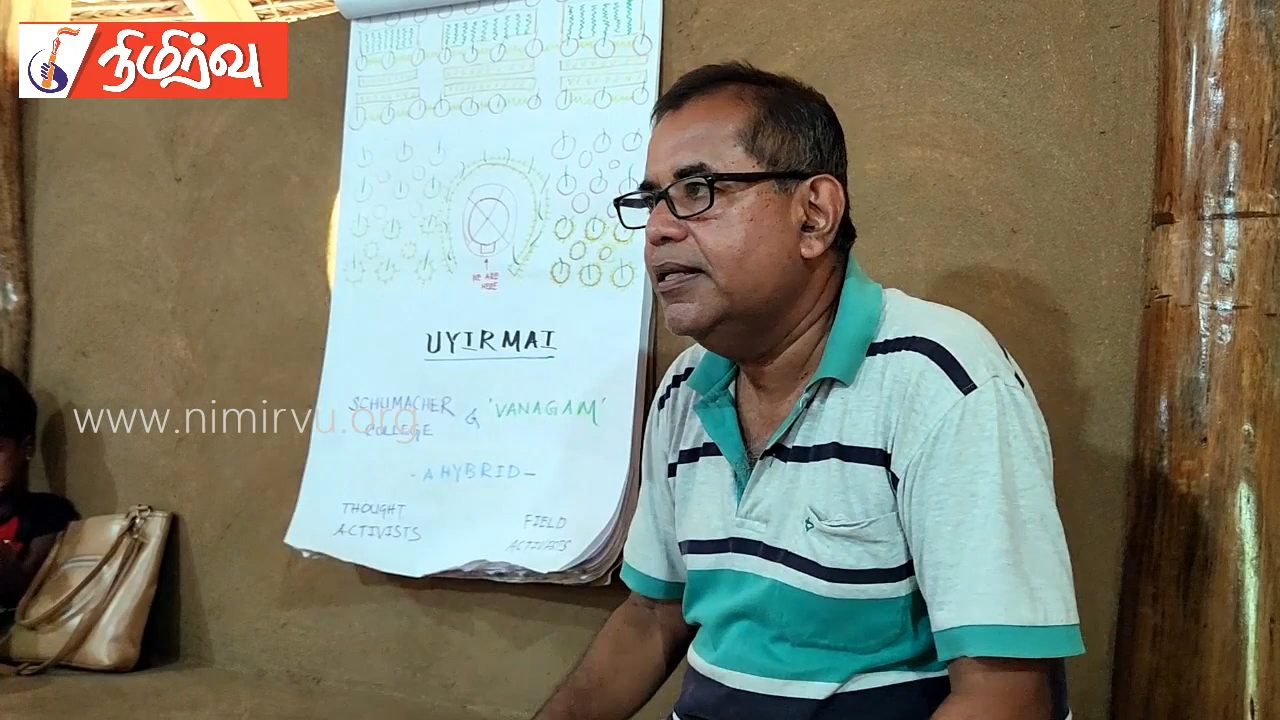 நிமிர்வு
WE ARE
HERE
UYIRMAI
SCHUMACHER
COLLEGE & 'VANAGAM'
www.nimirvu.org
- A HYBRID -
THOUGHT
ACTIVISTS
FIELD
ACTIVISTS